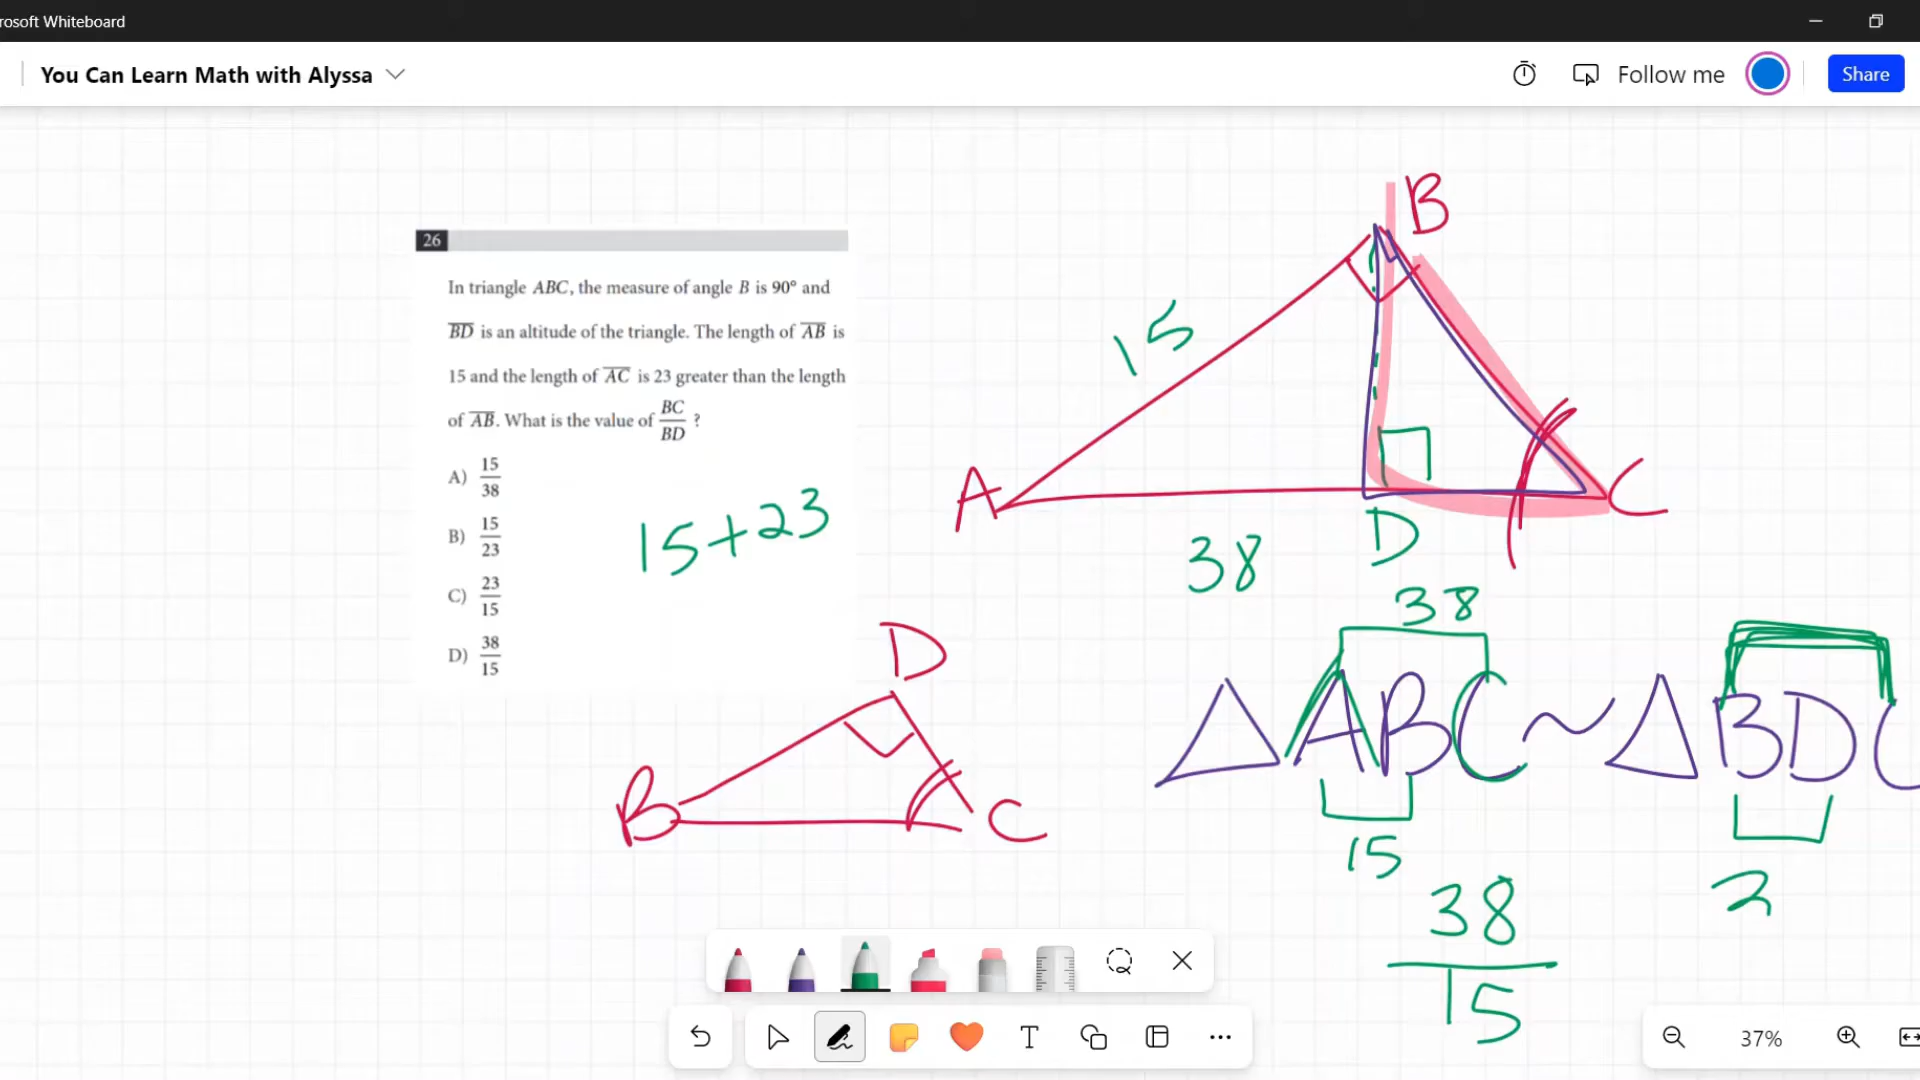 rosoft Whiteboard
You Can Learn Math with Alyssa
Follow me
Share
26
In triangle ABC, the measure of angle B is 90° and
BD is an altitude of the triangle. The length of AB is
15 and the length of AC is 23 greater than the length
of AB. What is the value of BC/BD ?
A) 15/38
B) 15/23
C) 23/15
D) 38/15
15+23
B
15
A
C
D
38
D
B
C
38
△ABC~△BDC
15
2
38
15
37%